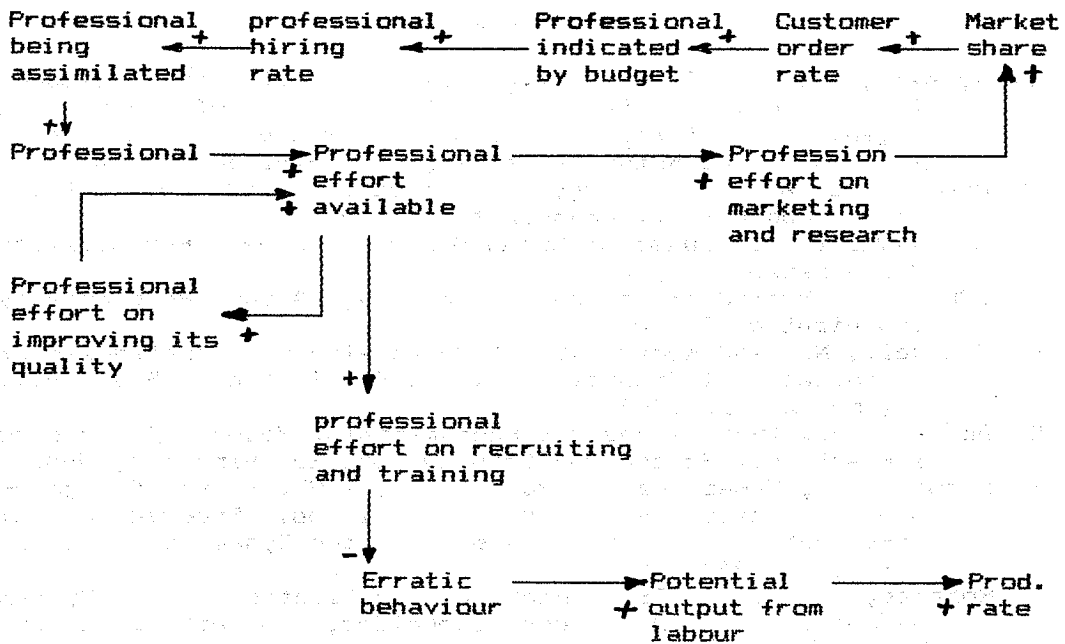 Professional
being
assimilated
+
professional
hiring
rate
+
Professional
indicated
by budget
+
Customer
order
rate
+
Market
share
+
+
Professional
+
Professional
effort
available
+
+
Profession
effort on
marketing
and research
Professional
effort on
improving its
quality
+
+
professional
effort on recruiting
and training
-
Erratic
behaviour
+
Potential
output from
labour
+
Prod.
rate